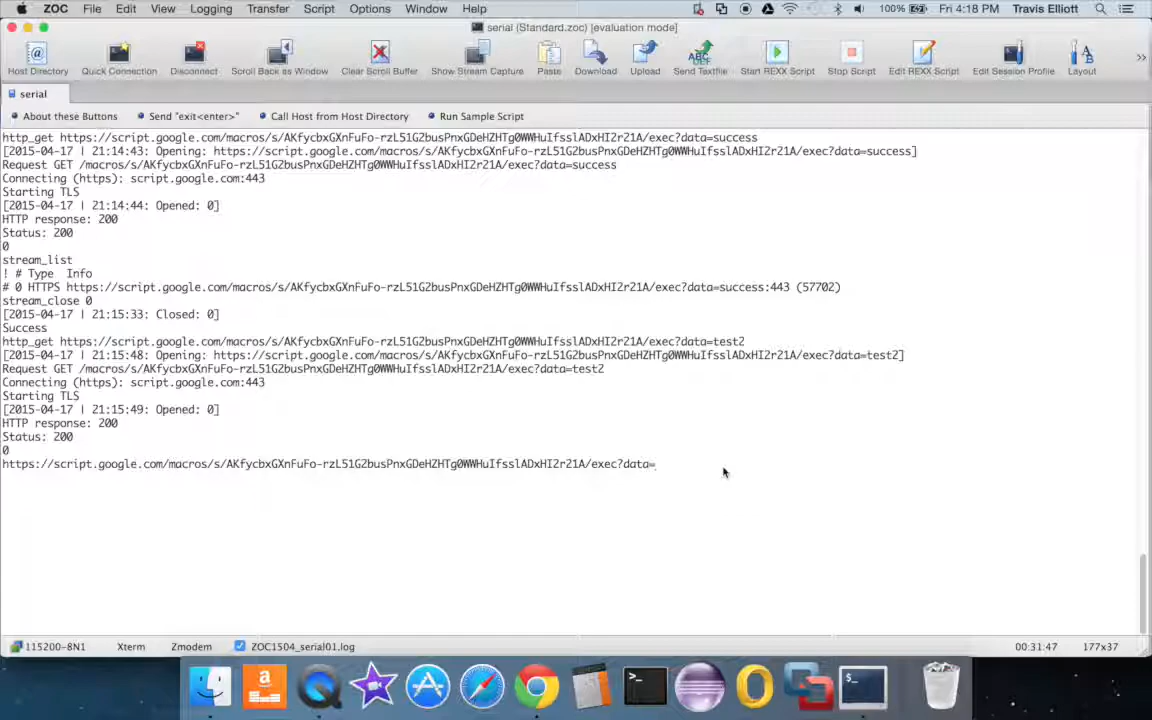 ZOC File Edit View Logging Transfer Script Options Window Help 100% Fri 4:18 PM Travis Elliott
serial (Standard.zoc) [evaluation mode]
Host Directory Quick Connection Disconnect Scroll Back as Window Clear Scroll Buffer Show Stream Capture Paste Download Upload Send Textfile Start REXX Script Stop Script Edit REXX Script Edit Session Profile Layout
serial
About these Buttons Send "exit<enter>" Call Host from Host Directory Run Sample Script
http_get https://script.google.com/macros/s/AKfycbxGXnFuFo-rzL51G2busPnxGDeHZHTg0WWHuIfsslADxHI2r21A/exec?data=success
[2015-04-17 | 21:14:43: Opening: https://script.google.com/macros/s/AKfycbxGXnFuFo-rzL51G2busPnxGDeHZHTg0WWHuIfsslADxHI2r21A/exec?data=success]
Request GET /macros/s/AKfycbxGXnFuFo-rzL51G2busPnxGDeHZHTg0WWHuIfsslADxHI2r21A/exec?data=success
Connecting (https): script.google.com:443
Starting TLS
[2015-04-17 | 21:14:44: Opened: 0]
HTTP response: 200
Status: 200
0
stream_list
! # Type Info
# 0 HTTPS https://script.google.com/macros/s/AKfycbxGXnFuFo-rzL51G2busPnxGDeHZHTg0WWHuIfsslADxHI2r21A/exec?data=success:443 (57702)
stream_close 0
[2015-04-17 | 21:15:33: Closed: 0]
Success
http_get https://script.google.com/macros/s/AKfycbxGXnFuFo-rzL51G2busPnxGDeHZHTg0WWHuIfsslADxHI2r21A/exec?data=test2
[2015-04-17 | 21:15:48: Opening: https://script.google.com/macros/s/AKfycbxGXnFuFo-rzL51G2busPnxGDeHZHTg0WWHuIfsslADxHI2r21A/exec?data=test2]
Request GET /macros/s/AKfycbxGXnFuFo-rzL51G2busPnxGDeHZHTg0WWHuIfsslADxHI2r21A/exec?data=test2
Connecting (https): script.google.com:443
Starting TLS
[2015-04-17 | 21:15:49: Opened: 0]
HTTP response: 200
Status: 200
0
https://script.google.com/macros/s/AKfycbxGXnFuFo-rzL51G2busPnxGDeHZHTg0WWHuIfsslADxHI2r21A/exec?data=
115200-8N1 Xterm Zmodem ZOC1504_serial01.log 00:31:47 177x37